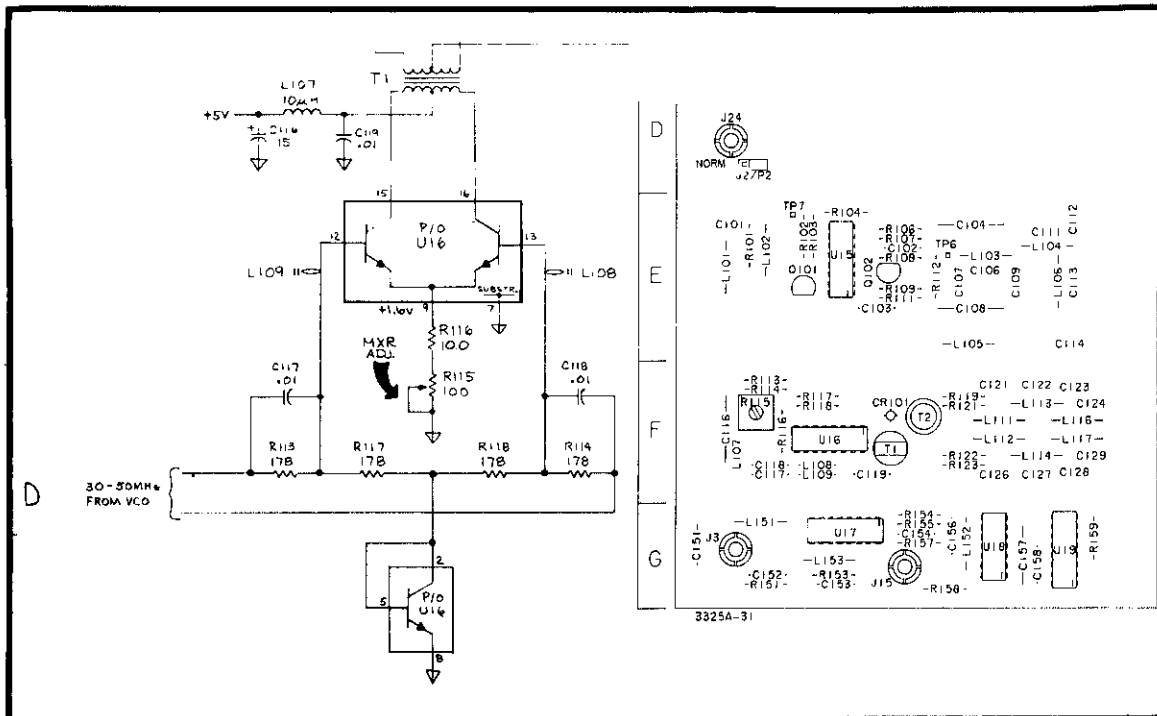 T1
L107
10µH
+5V
+
C116
15
C119
.01
15
16
12
P/O
U16
13
L109
L108
SUBSTR.
+1.6V
9
7
R116
100
MXR
ADJ.
R115
100
C117
.01
C118
.01
R113
178
R117
178
R118
178
R114
178
D
30-50MHz
FROM VCO
2
5
P/O
U16
8
D
E
F
G
J24
NORM
J27/P2
C101
-R101-
-L101-
-L102-
TP7
-R102-
-R103-
-R104-
U15
Q101
Q102
-R106-
-R107-
-C102-
-R108-
-R109-
-R111-
-C103-
-C104-
TP6
-L103-
C106
-R112-
C107
C109
-C108-
C111
C112
-L104-
-L106-
C113
-L105-
C114
-R113-
-R114-
R115
-C116-
L107
-R116-
-R117-
-R118-
U16
CR101
T2
T1
-R119-
-R121-
C121
C122
C123
-L113-
C124
-L111-
-L116-
-L112-
-L117-
-R122-
-R123-
-L114-
C129
C126
C127
C128
-C118-
-C117-
-L108-
-L109-
-C119-
-C151-
J3
-L151-
U17
-R154-
-R155-
-C154-
-R157-
-C156-
-L152-
U18
-C157-
-C158-
U19
-R159-
-L153-
-C152-
-R151-
-R153-
-C153-
J15
-R158-
3325A-31